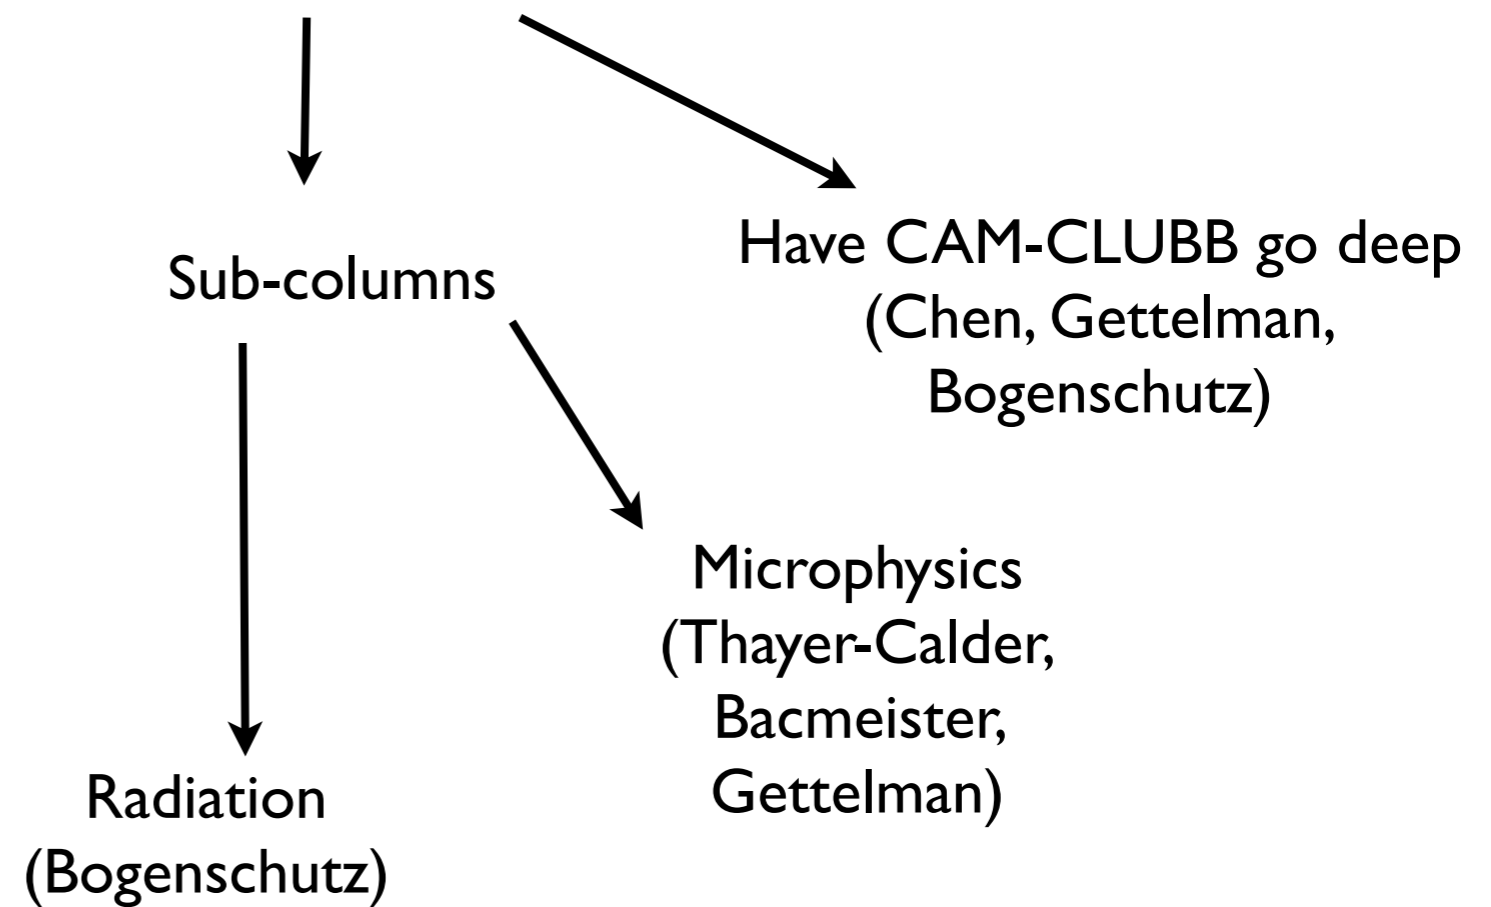 Sub-columns
Have CAM-CLUBB go deep
(Chen, Gettelman,
Bogenschutz)
Microphysics
(Thayer-Calder,
Bacmeister,
Gettelman)
Radiation
(Bogenschutz)